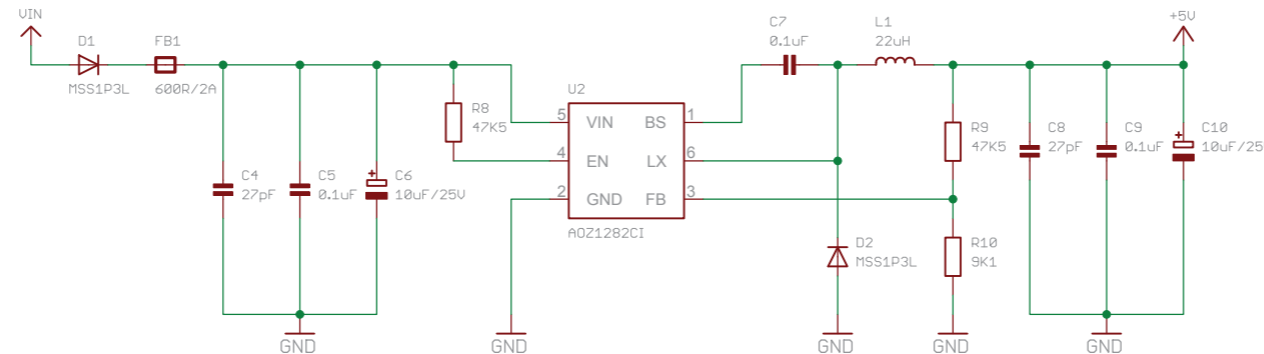 VIN
D1
MSS1P3L
FB1
600R/2A
C4
27pF
C5
0.1uF
C6
10uF/25V
+
R8
47K5
U2
5 VIN BS 1
4 EN LX 6
2 GND FB 3
AOZ1282CI
C7
0.1uF
L1
22uH
D2
MSS1P3L
R9
47K5
R10
9K1
C8
27pF
C9
0.1uF
+5V
C10
10uF/25
+
GND
GND
GND
GND
GND